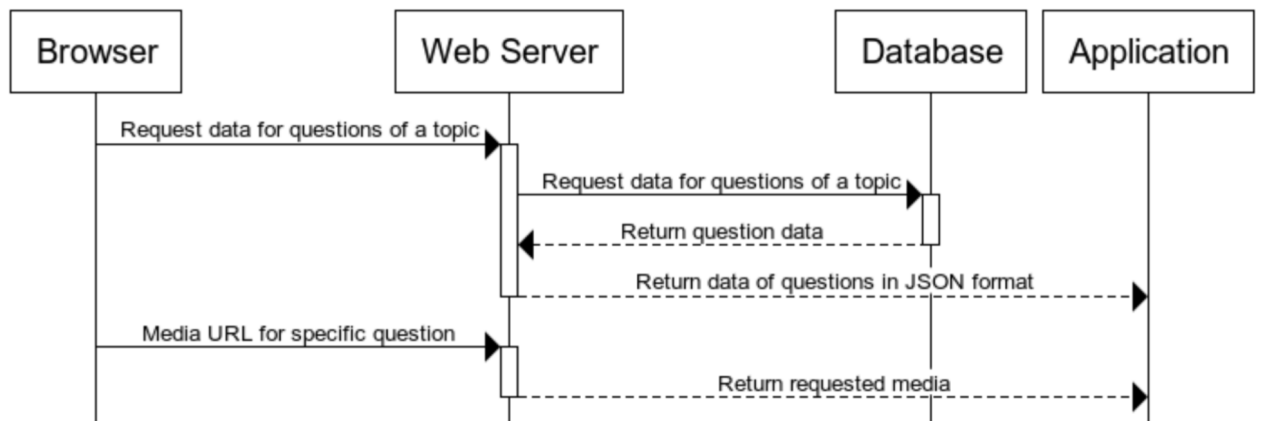 Browser
Web Server
Database
Application
Request data for questions of a topic
Request data for questions of a topic
Return question data
Return data of questions in JSON format
Media URL for specific question
Return requested media